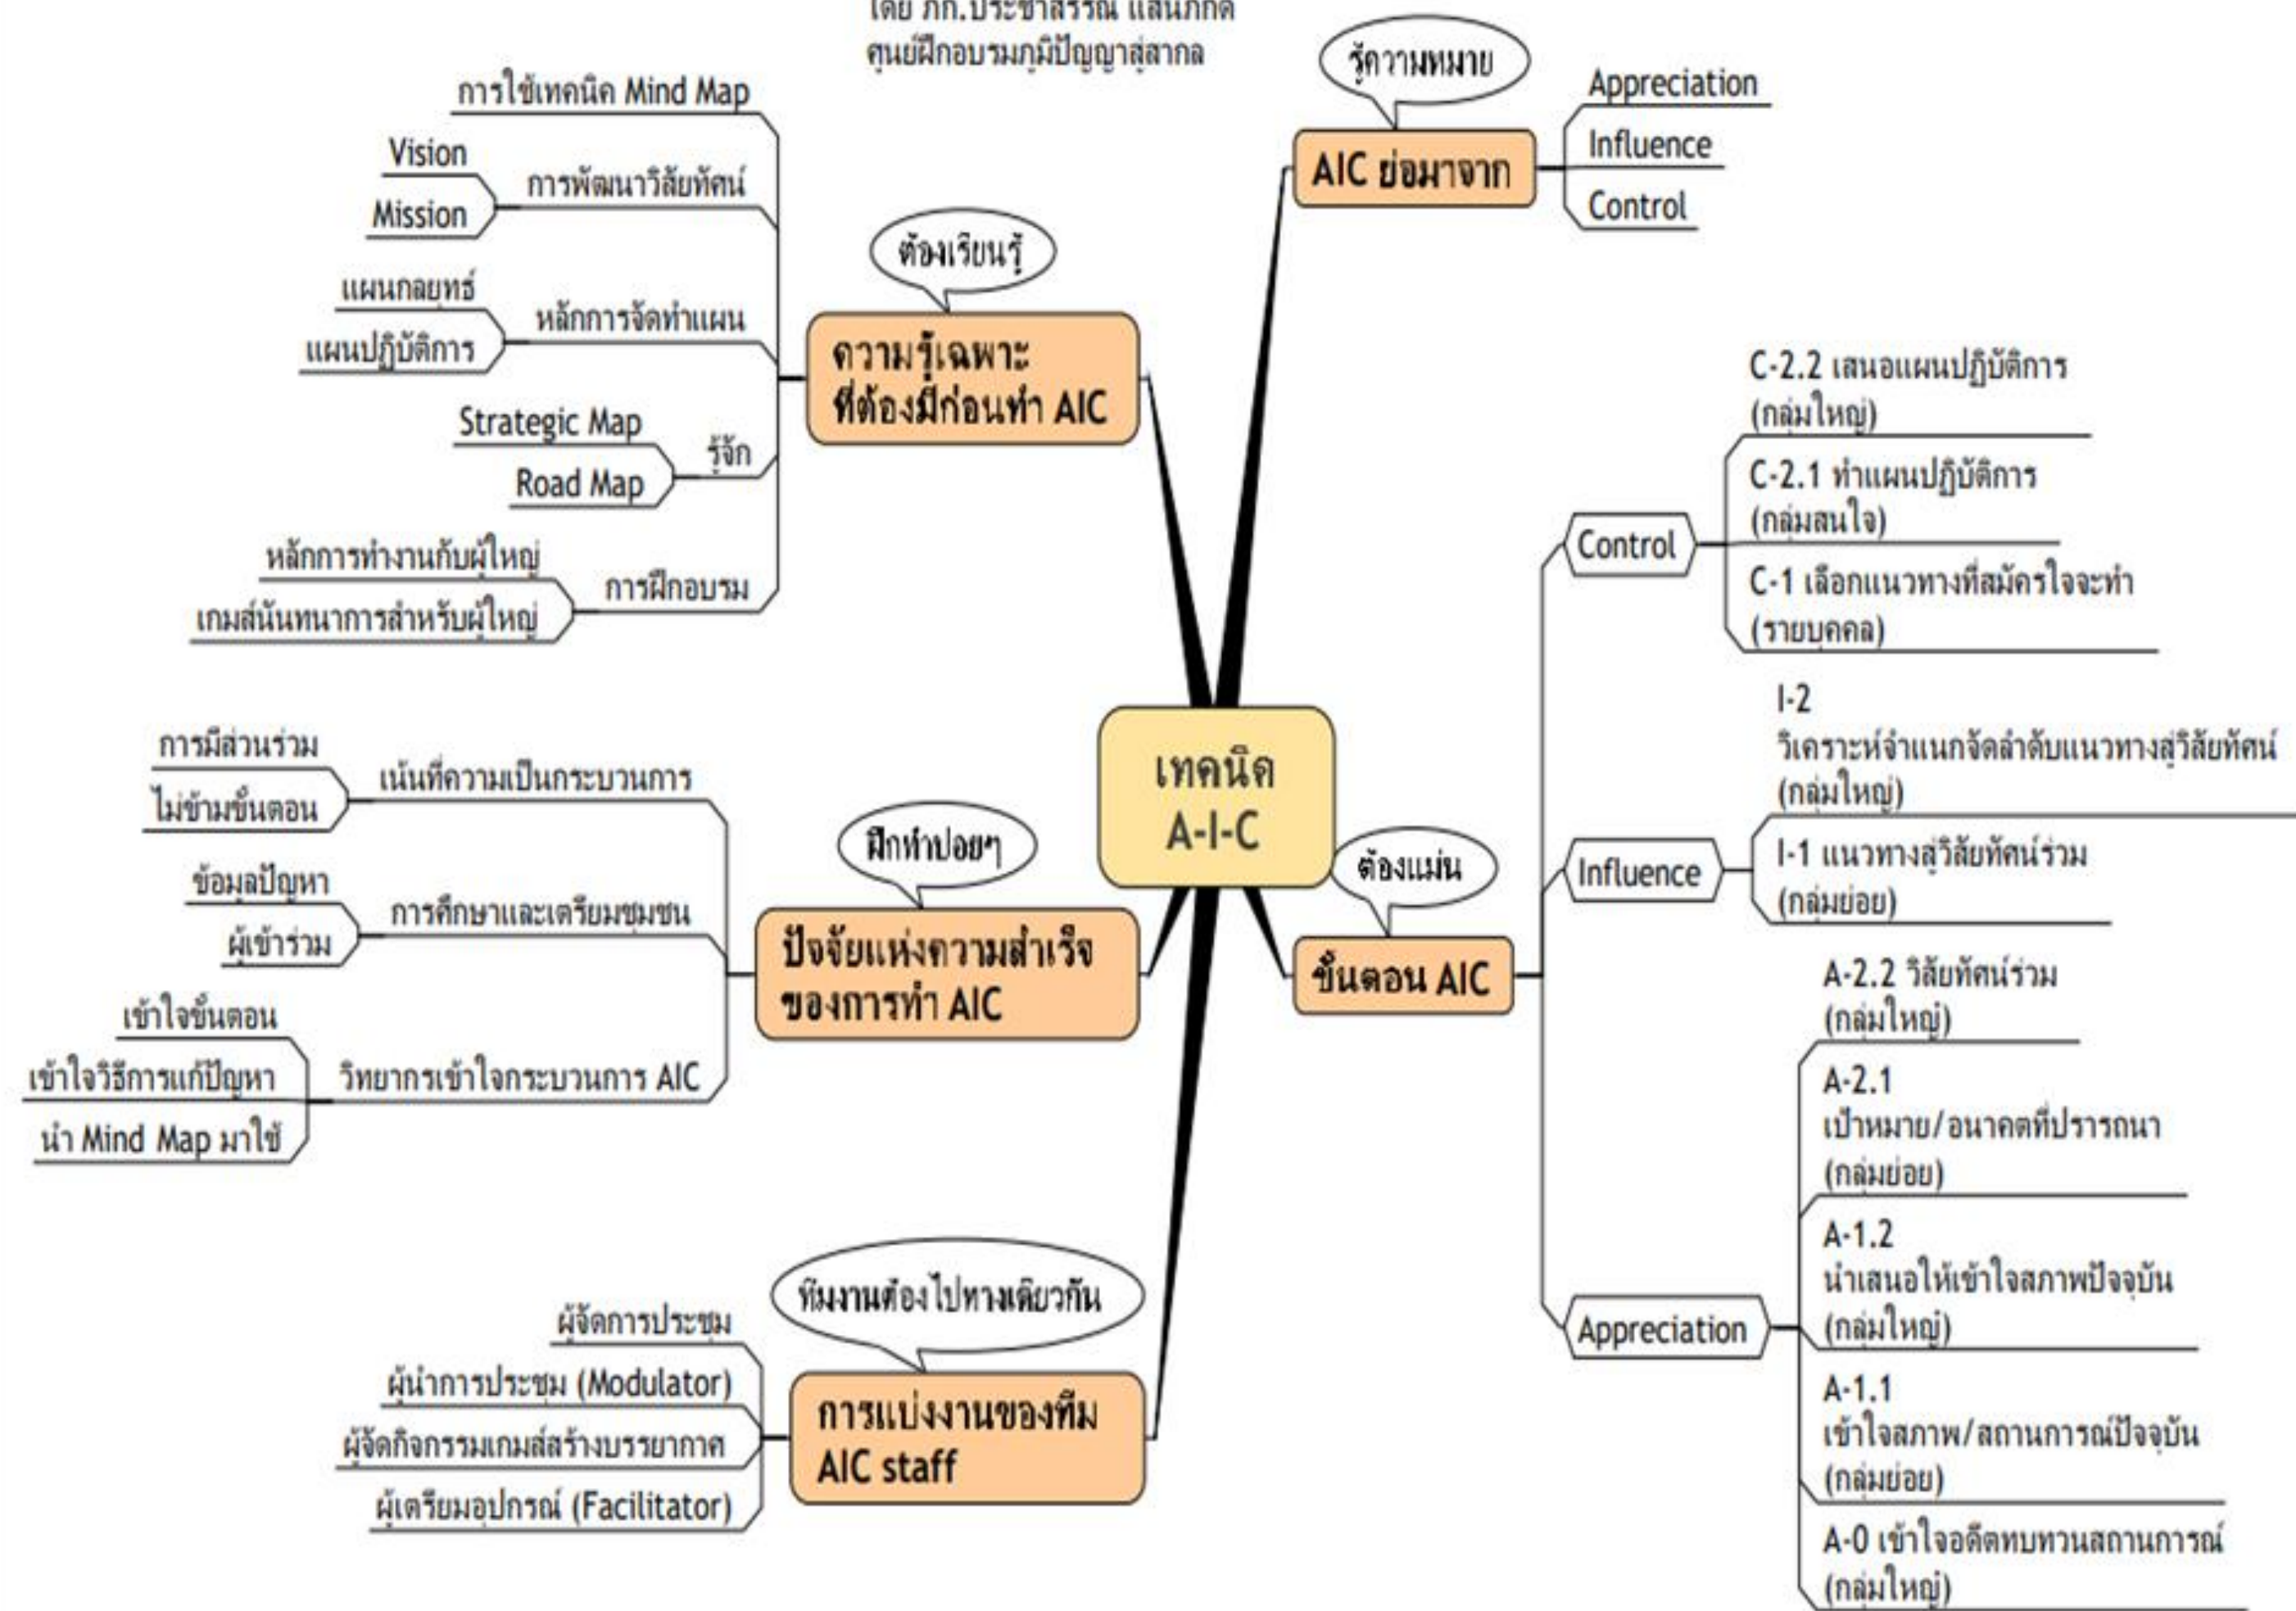 โดย ภก.ประชาสรรณ์ แสนภักดี
ศูนย์ฝึกอบรมภูมิปัญญาสู่สากล
รู้ความหมาย
AIC ย่อมาจาก
Appreciation
Influence
Control
ต้องเรียนรู้
ความรู้เฉพาะ
ที่ต้องมีก่อนทำ AIC
การใช้เทคนิค Mind Map
การพัฒนาวิสัยทัศน์
Vision
Mission
หลักการจัดทำแผน
แผนกลยุทธ์
แผนปฏิบัติการ
รู้จัก
Strategic Map
Road Map
การฝึกอบรม
หลักการทำงานกับผู้ใหญ่
เกมส์นันทนาการสำหรับผู้ใหญ่
เทคนิค
A-I-C
ฝึกทำบ่อยๆ
ปัจจัยแห่งความสำเร็จ
ของการทำ AIC
เน้นที่ความเป็นกระบวนการ
การมีส่วนร่วม
ไม่ข้ามขั้นตอน
การศึกษาและเตรียมชุมชน
ข้อมูลปัญหา
ผู้เข้าร่วม
วิทยากรเข้าใจกระบวนการ AIC
เข้าใจขั้นตอน
เข้าใจวิธีการแก้ปัญหา
นำ Mind Map มาใช้
ทีมงานต้องไปทางเดียวกัน
การแบ่งงานของทีม
AIC staff
ผู้จัดการประชุม
ผู้นำการประชุม (Modulator)
ผู้จัดกิจกรรมเกมส์สร้างบรรยากาศ
ผู้เตรียมอุปกรณ์ (Facilitator)
ต้องแม่น
ขั้นตอน AIC
Control
C-2.2 เสนอแผนปฏิบัติการ
(กลุ่มใหญ่)
C-2.1 ทำแผนปฏิบัติการ
(กลุ่มสนใจ)
C-1 เลือกแนวทางที่สมัครใจจะทำ
(รายบุคคล)
Influence
I-2
วิเคราะห์จำแนกจัดลำดับแนวทางสู่วิสัยทัศน์
(กลุ่มใหญ่)
I-1 แนวทางสู่วิสัยทัศน์ร่วม
(กลุ่มย่อย)
Appreciation
A-2.2 วิสัยทัศน์ร่วม
(กลุ่มใหญ่)
A-2.1
เป้าหมาย/อนาคตที่ปรารถนา
(กลุ่มย่อย)
A-1.2
นำเสนอให้เข้าใจสภาพปัจจุบัน
(กลุ่มใหญ่)
A-1.1
เข้าใจสภาพ/สถานการณ์ปัจจุบัน
(กลุ่มย่อย)
A-0 เข้าใจอดีตทบทวนสถานการณ์
(กลุ่มใหญ่)